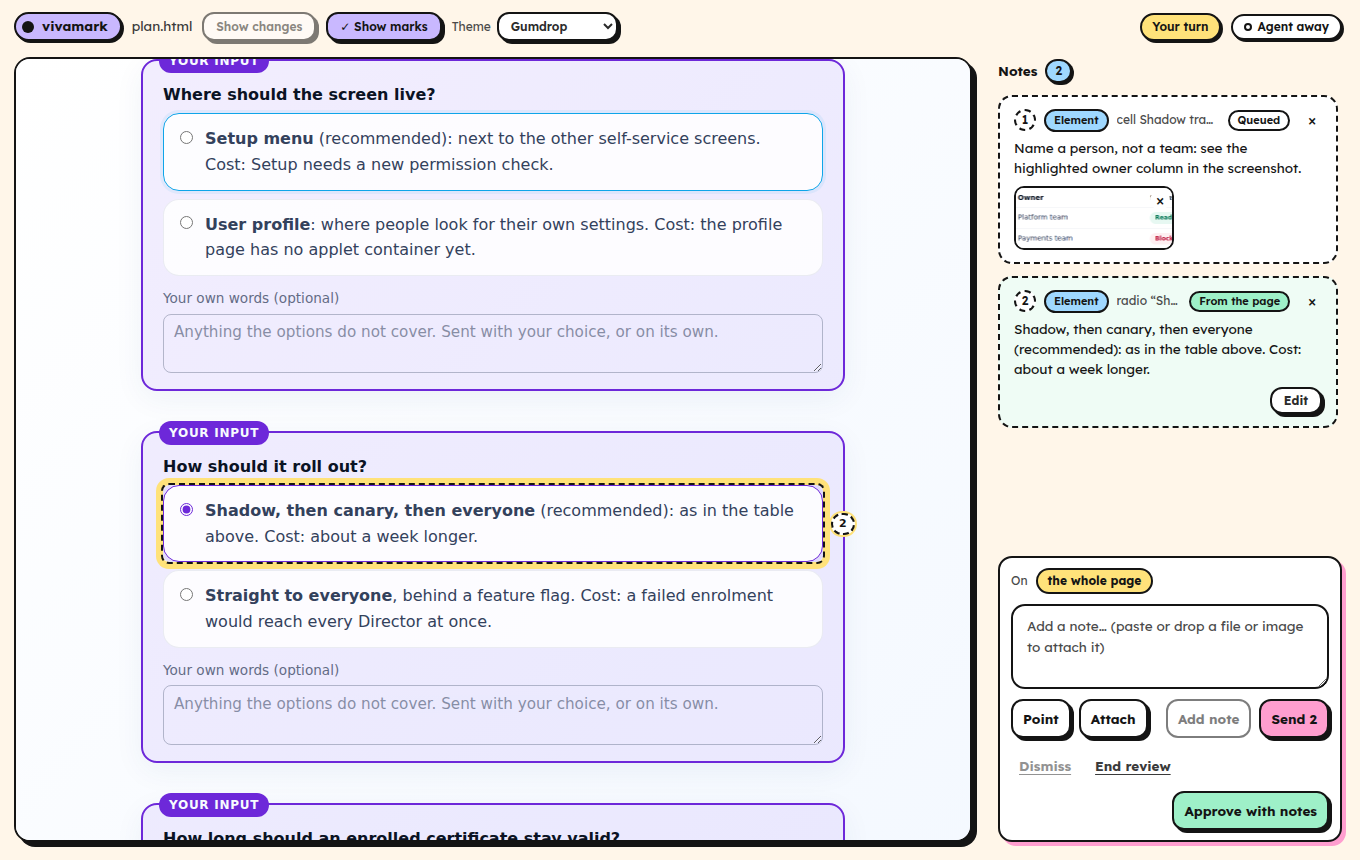 vivamark plan.html Show changes ✓ Show marks Theme Gumdrop Your turn Agent away
YOUR INPUT
Where should the screen live?
Setup menu (recommended): next to the other self-service screens.
Cost: Setup needs a new permission check.
User profile: where people look for their own settings. Cost: the profile
page has no applet container yet.
Your own words (optional)
Anything the options do not cover. Sent with your choice, or on its own.
YOUR INPUT
How should it roll out?
Shadow, then canary, then everyone (recommended): as in the table
above. Cost: about a week longer.
2
Straight to everyone, behind a feature flag. Cost: a failed enrolment
would reach every Director at once.
Your own words (optional)
Anything the options do not cover. Sent with your choice, or on its own.
YOUR INPUT
How long should an enrolled certificate stay valid?
Notes 2
1 Element cell Shadow tra… Queued ×
Name a person, not a team: see the
highlighted owner column in the screenshot.
Owner ×
Platform team
Payments team
2 Element radio “Sh… From the page ×
Shadow, then canary, then everyone
(recommended): as in the table above. Cost:
about a week longer.
Edit
On the whole page
Add a note… (paste or drop a file or image
to attach it)
Point Attach Add note Send 2
Dismiss End review
Approve with notes